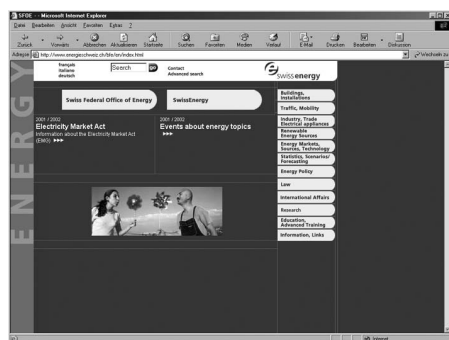 SFOE - - Microsoft Internet Explorer
Datei Bearbeiten Ansicht Favoriten Extras ?
Zurück Vorwärts Abbrechen Aktualisieren Startseite Suchen Favoriten Medien Verlauf E-Mail Drucken Bearbeiten Diskussion
Adresse http://www.energieschweiz.ch/bfe/en/index.html Wechseln zu
français
italiano
deutsch
Search
go
Contact
Advanced search
swissenergy
ENERGY
Swiss Federal Office of Energy
SwissEnergy
2001 / 2002
Electricity Market Act
Information about the Electricity Market Act
(EMG)
2001 / 2002
Events about energy topics
Buildings,
Installations
Traffic, Mobility
Industry, Trade
Electrical appliances
Renewable
Energy Sources
Energy Markets,
Sources, Technology
Statistics, Scenarios/
Forecasting
Energy Policy
Law
International Affairs
Research
Education,
Advanced Training
Information, Links
Internet